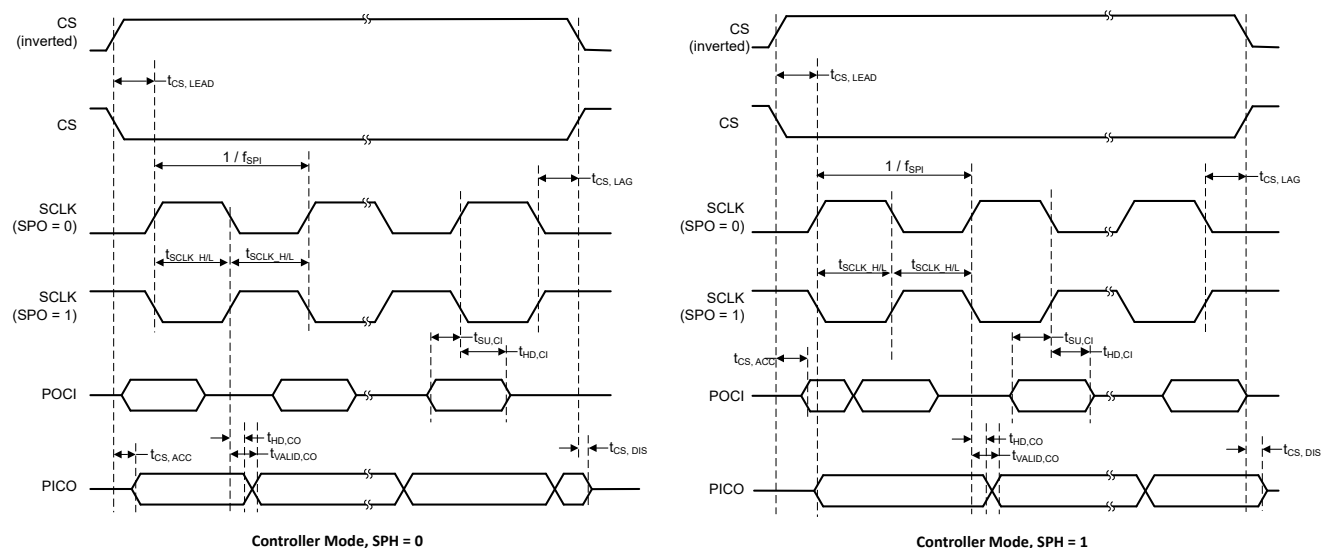 CS
(inverted)
tCS, LEAD
CS
1 / fSPI
tCS, LAG
SCLK
(SPO = 0)
tSCLK_H/L
tSCLK_H/L
SCLK
(SPO = 1)
tSU,CI
tHD,CI
POCI
tHD,CO
tVALID,CO
tCS, ACC
tCS, DIS
PICO
Controller Mode, SPH = 0
CS
(inverted)
tCS, LEAD
CS
1 / fSPI
tCS, LAG
SCLK
(SPO = 0)
tSCLK_H/L
tSCLK_H/L
SCLK
(SPO = 1)
tSU,CI
tHD,CI
tCS, ACC
POCI
tHD,CO
tVALID,CO
tCS, DIS
PICO
Controller Mode, SPH = 1